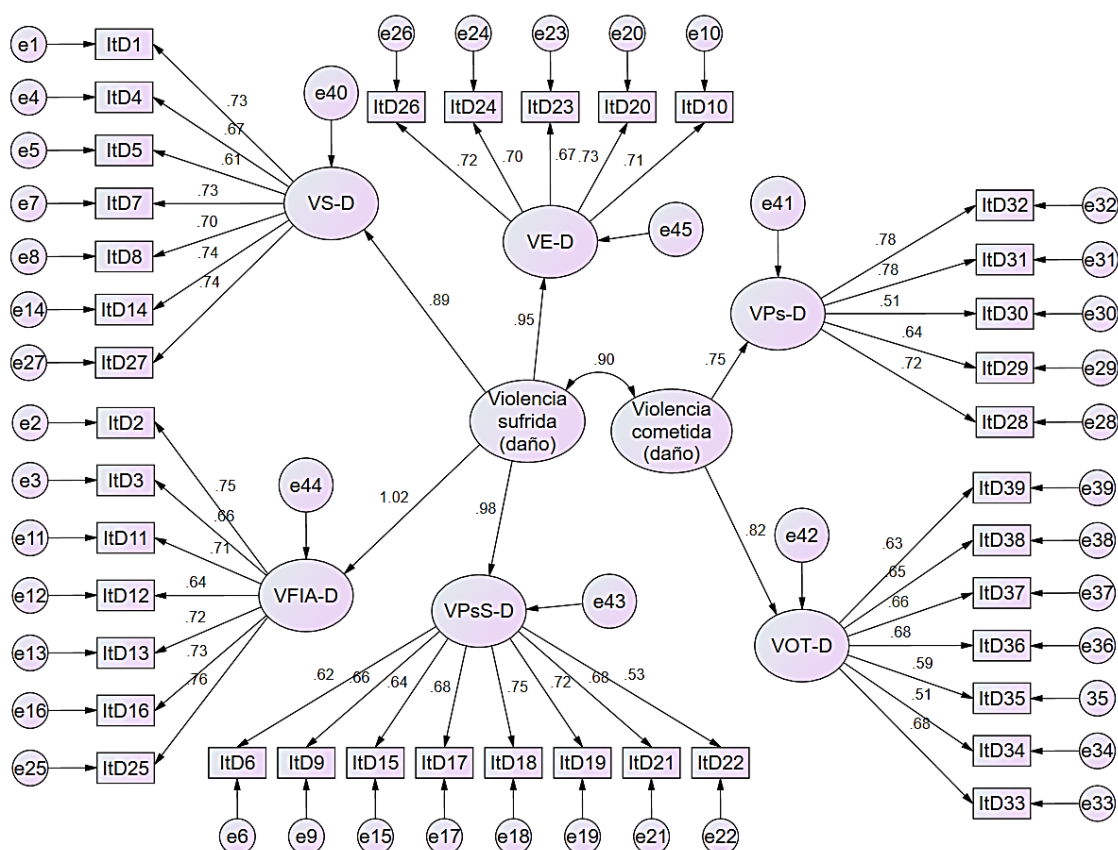 e1 ItD1
e4 ItD4
e5 ItD5
e7 ItD7
e8 ItD8
e14 ItD14
e27 ItD27
.73
.67
.61
.73
.70
.74
.74
e40
VS-D
e26 e24 e23 e20 e10
ItD26 ItD24 ItD23 ItD20 ItD10
.72 .70 .67 .73 .71
VE-D
e45
e41
VPs-D
.78
.78
.51
.64
.72
ItD32 e32
ItD31 e31
ItD30 e30
ItD29 e29
ItD28 e28
.89
.95
.90
.75
Violencia
sufrida
(daño)
Violencia
cometida
(daño)
1.02
.98
.82
e2 ItD2
e3 ItD3
e11 ItD11
e12 ItD12
e13 ItD13
e16 ItD16
e25 ItD25
.75
.66
.71
.64
.72
.73
.76
e44
VFIA-D
VPsS-D
e43
.62 .66 .64 .68 .75 .72 .68 .53
ItD6 ItD9 ItD15 ItD17 ItD18 ItD19 ItD21 ItD22
e6 e9 e15 e17 e18 e19 e21 e22
e42
VOT-D
.63
.65
.66
.68
.59
.51
.68
ItD39 e39
ItD38 e38
ItD37 e37
ItD36 e36
ItD35 35
ItD34 e34
ItD33 e33